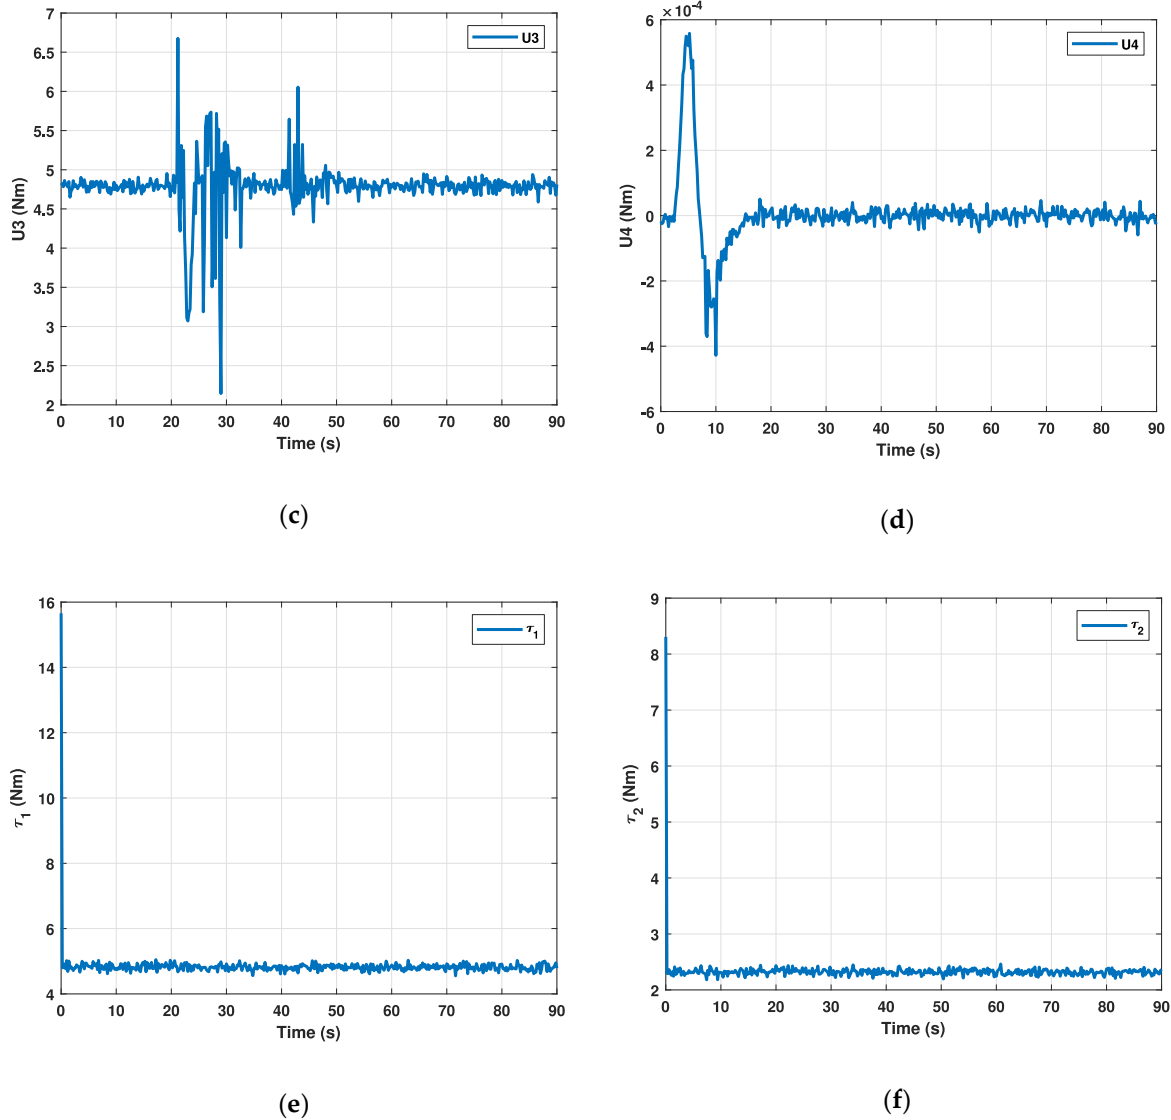 7
6.5
6
5.5
5
4.5
4
3.5
3
2.5
2
U3 (Nm)
U3
0 10 20 30 40 50 60 70 80 90
Time (s)
(c)
×10⁻⁴
6
4
2
0
-2
-4
-6
U4 (Nm)
U4
0 10 20 30 40 50 60 70 80 90
Time (s)
(d)
16
14
12
10
8
6
4
τ₁ (Nm)
τ₁
0 10 20 30 40 50 60 70 80 90
Time (s)
(e)
9
8
7
6
5
4
3
2
τ₂ (Nm)
τ₂
0 10 20 30 40 50 60 70 80 90
Time (s)
(f)